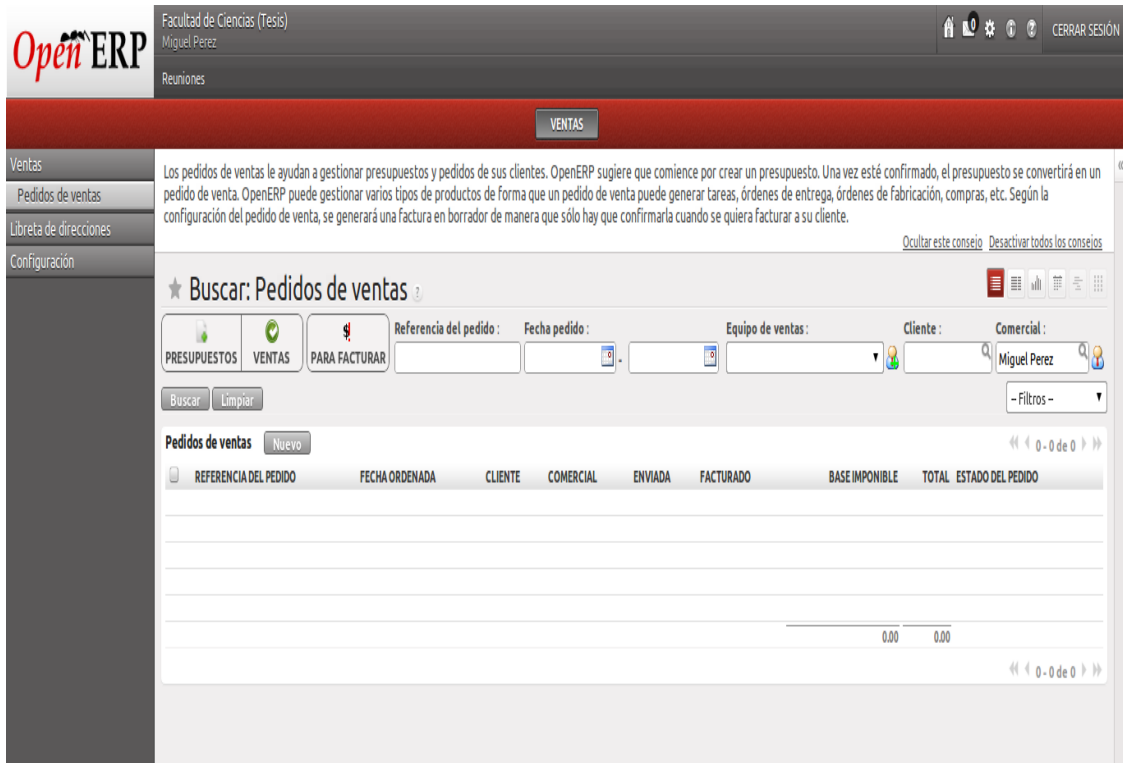 Open ERP
Facultad de Ciencias (Tesis)
Miguel Perez
0
CERRAR SESIÓN
Reuniones
VENTAS
Ventas
Pedidos de ventas
Libreta de direcciones
Configuración
Los pedidos de ventas le ayudan a gestionar presupuestos y pedidos de sus clientes. OpenERP sugiere que comience por crear un presupuesto. Una vez esté confirmado, el presupuesto se convertirá en un
pedido de venta. OpenERP puede gestionar varios tipos de productos de forma que un pedido de venta puede generar tareas, órdenes de entrega, órdenes de fabricación, compras, etc. Según la
configuración del pedido de venta, se generará una factura en borrador de manera que sólo hay que confirmarla cuando se quiera facturar a su cliente.
Ocultar este consejo Desactivar todos los consejos
Buscar: Pedidos de ventas ?
PRESUPUESTOS
VENTAS
PARA FACTURAR
Referencia del pedido :
Fecha pedido :
-
Equipo de ventas :
Cliente :
Comercial :
Miguel Perez
Buscar
Limpiar
-- Filtros --
Pedidos de ventas
Nuevo
0 - 0 de 0
REFERENCIA DEL PEDIDO FECHA ORDENADA CLIENTE COMERCIAL ENVIADA FACTURADO BASE IMPONIBLE TOTAL ESTADO DEL PEDIDO
0.00 0.00
0 - 0 de 0